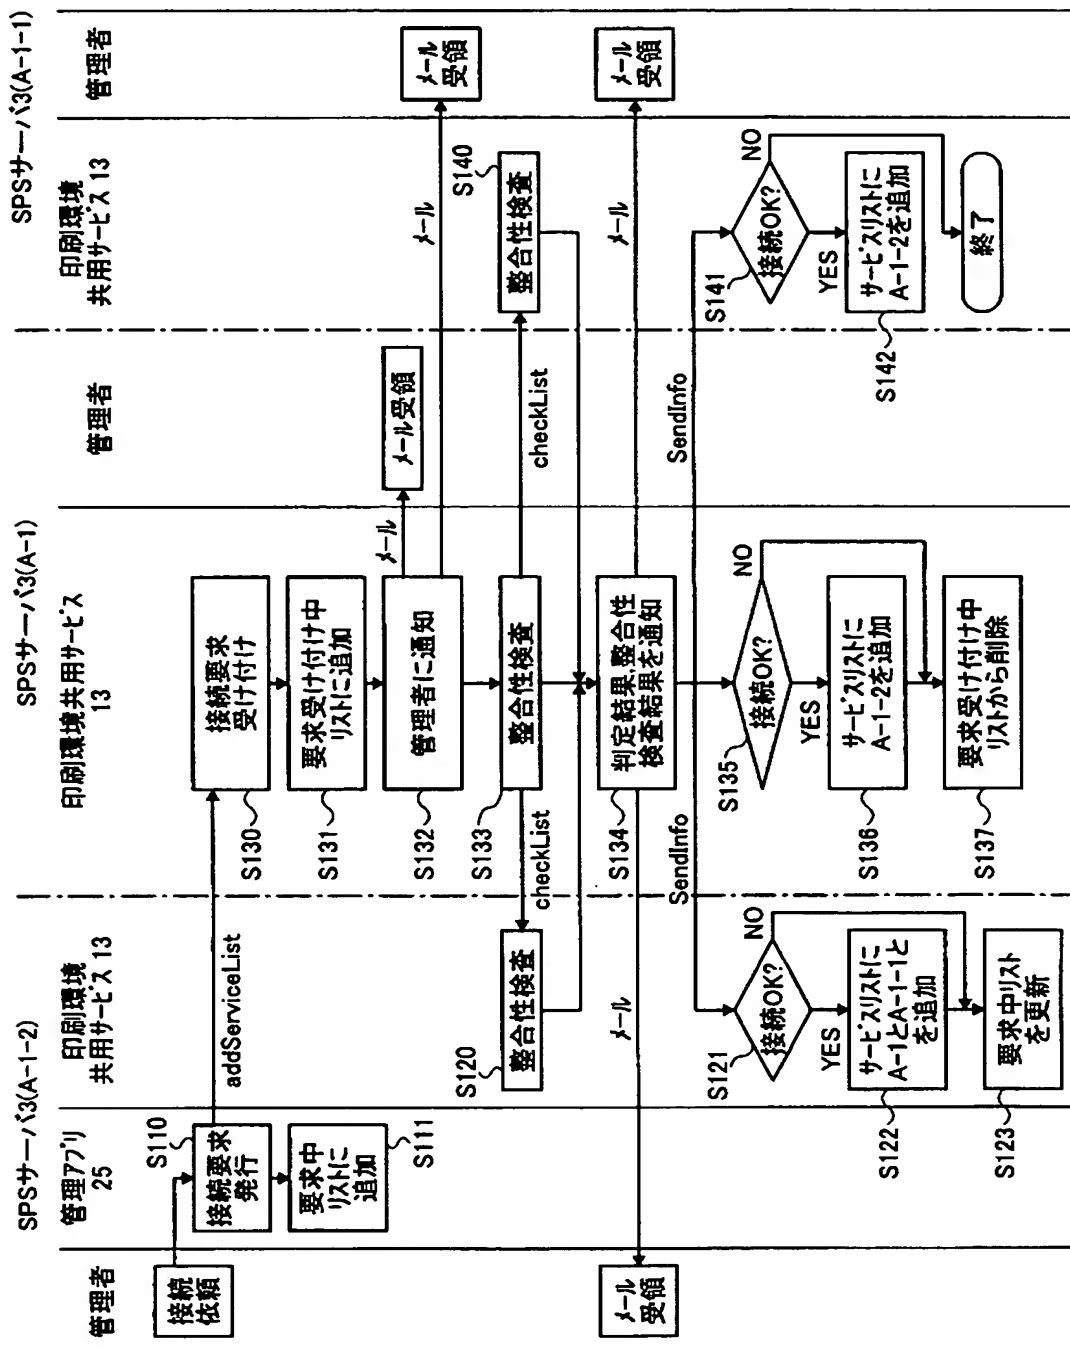 SPSサーバ3(A-1-2)
SPSサーバ3(A-1)
SPSサーバ3(A-1-1)
管理者
管理アプリ
25
印刷環境
共用サービス 13
印刷環境共用サービス
13
管理者
印刷環境
共用サービス 13
管理者
接続
依頼
S110
接続要求
発行
addServiceList
接続要求
受け付け
S130
要求中
リストに
追加
S111
要求受け付け中
リストに追加
S131
管理者に通知
S132
メール
メール受領
メール
メール
受領
S120
整合性検査
checkList
整合性検査
S133
checkList
整合性検査
S140
メール
受領
メール
判定結果,整合性
検査結果を通知
S134
メール
メール
受領
SendInfo
SendInfo
接続OK?
S121
NO
YES
接続OK?
S135
NO
YES
接続OK?
S141
NO
YES
サービスリストに
A-1とA-1-1と
を追加
S122
サービスリストに
A-1-2を追加
S136
サービスリストに
A-1-2を追加
S142
要求中リスト
を更新
S123
要求受け付け中
リストから削除
S137
終了